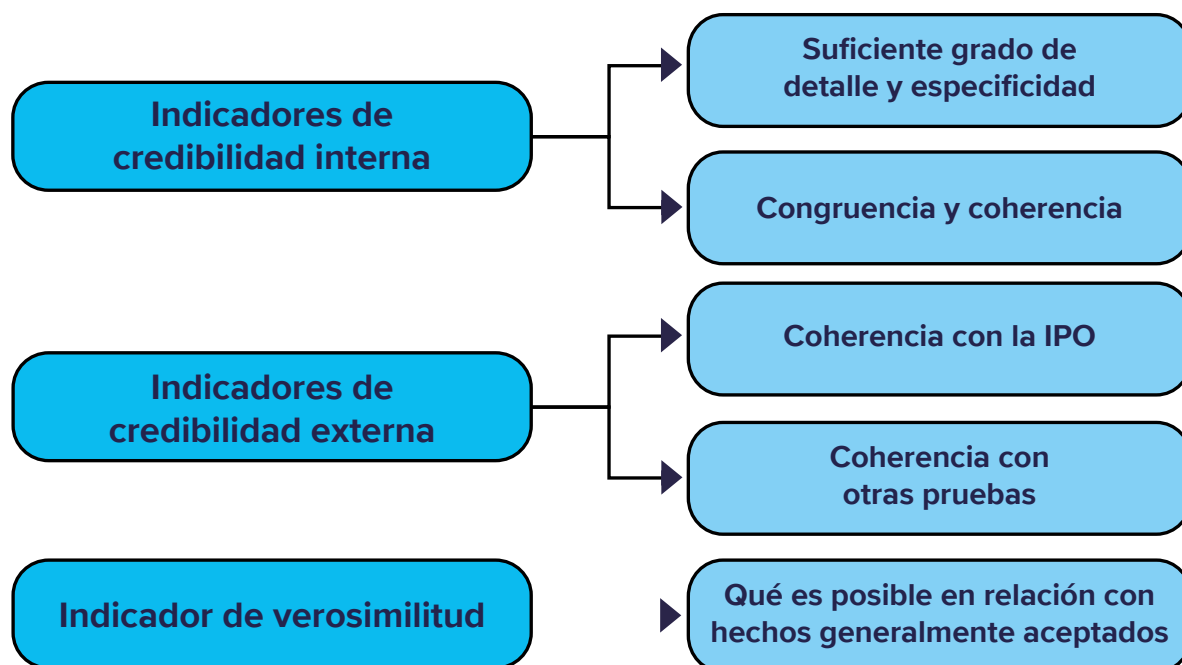 Indicadores de
credibilidad interna
Suficiente grado de
detalle y especificidad
Congruencia y coherencia
Indicadores de
credibilidad externa
Coherencia con la IPO
Coherencia con
otras pruebas
Indicador de verosimilitud
Qué es posible en relación con
hechos generalmente aceptados